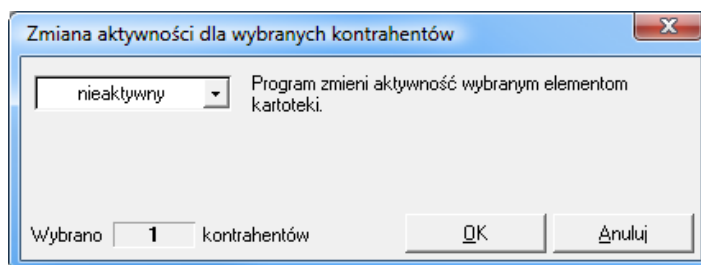 Zmiana aktywności dla wybranych kontrahentów
nieaktywny
Program zmieni aktywność wybranym elementom
kartoteki.
Wybrano 1 kontrahentów
OK
Anuluj